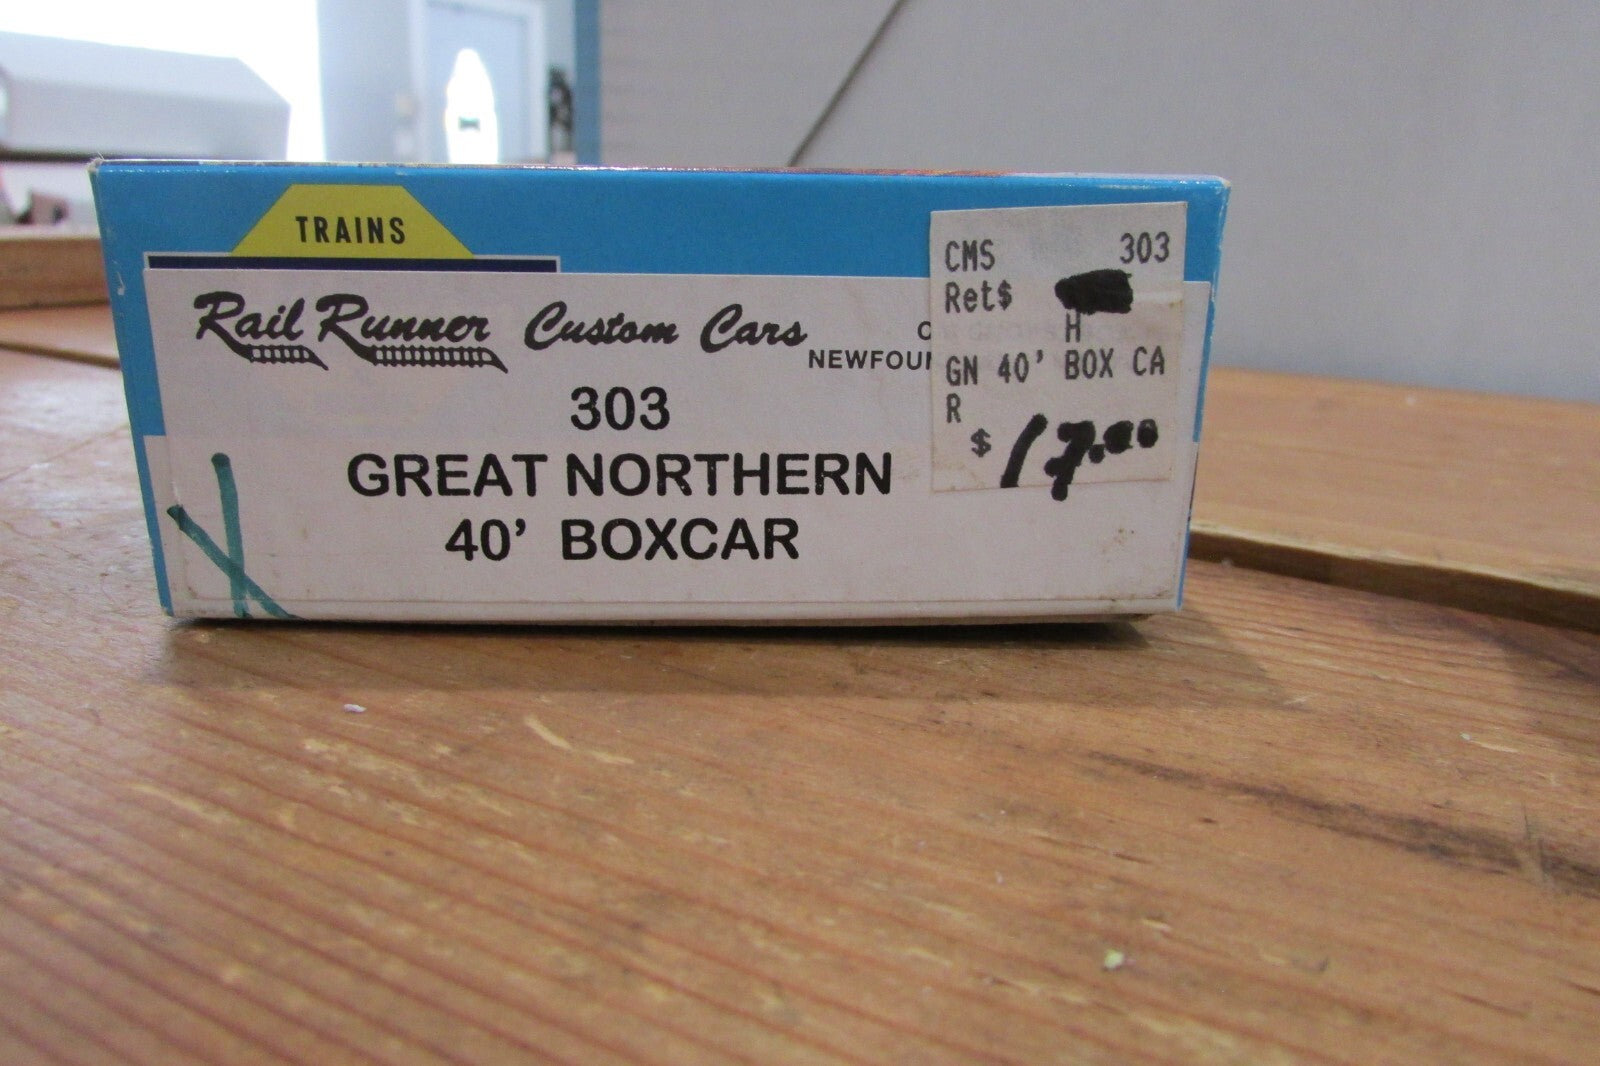 TRAINS
Rail Runner Custom Cars
NEWFOUN
303
GREAT NORTHERN
40' BOXCAR
CMS 303
Ret$
H
GN 40' BOX CA
R
$ 17.00